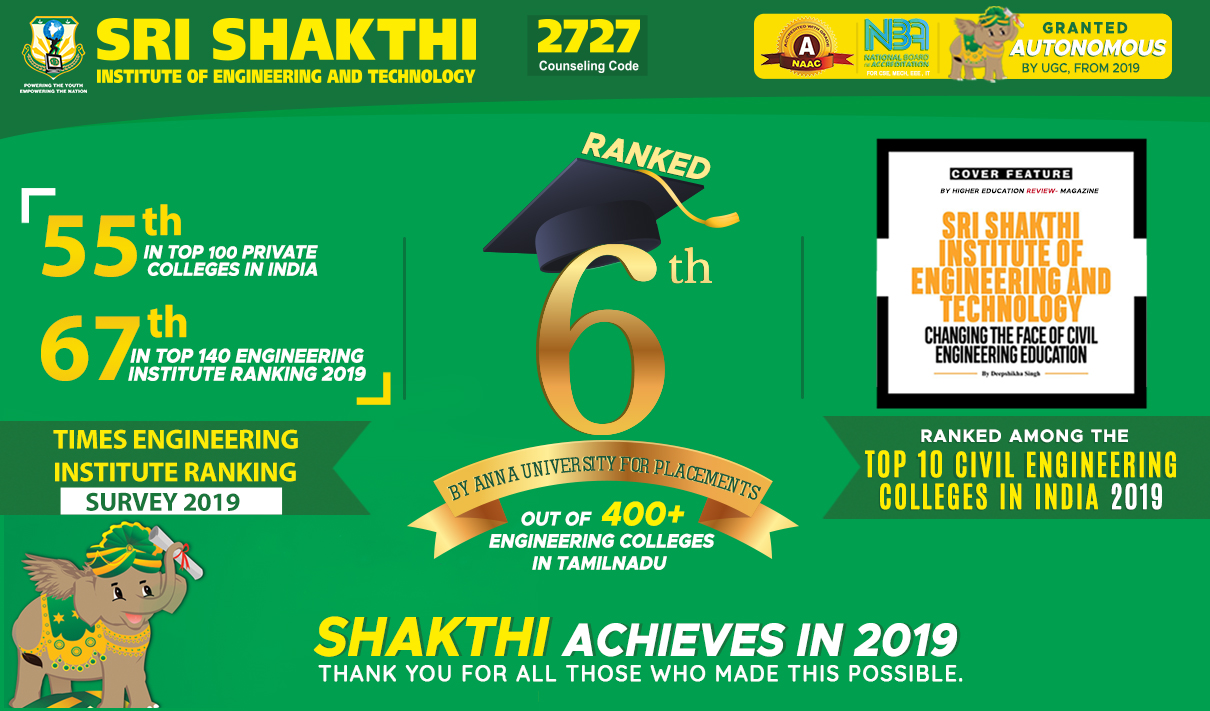 POWERING THE YOUTH
EMPOWERING THE NATION
SRI SHAKTHI
INSTITUTE OF ENGINEERING AND TECHNOLOGY
2727
Counseling Code
A
NAAC
NBA
NATIONAL BOARD
OF ACCREDITATION
GRANTED
AUTONOMOUS
BY UGC, FROM 2019
55th
IN TOP 100 PRIVATE
COLLEGES IN INDIA
67th
IN TOP 140 ENGINEERING
INSTITUTE RANKING 2019
TIMES ENGINEERING
INSTITUTE RANKING
SURVEY 2019
RANKED
6th
BY ANNA UNIVERSITY FOR PLACEMENTS
OUT OF 400+
ENGINEERING COLLEGES
IN TAMILNADU
COVER FEATURE
BY HIGHER EDUCATION REVIEW- MAGAZINE
SRI SHAKTHI
INSTITUTE OF
ENGINEERING AND
TECHNOLOGY
CHANGING THE FACE OF CIVIL
ENGINEERING EDUCATION
By Deepshikha Singh
RANKED AMONG THE
TOP 10 CIVIL ENGINEERING
COLLEGES IN INDIA 2019
SHAKTHI ACHIEVES IN 2019
THANK YOU FOR ALL THOSE WHO MADE THIS POSSIBLE.